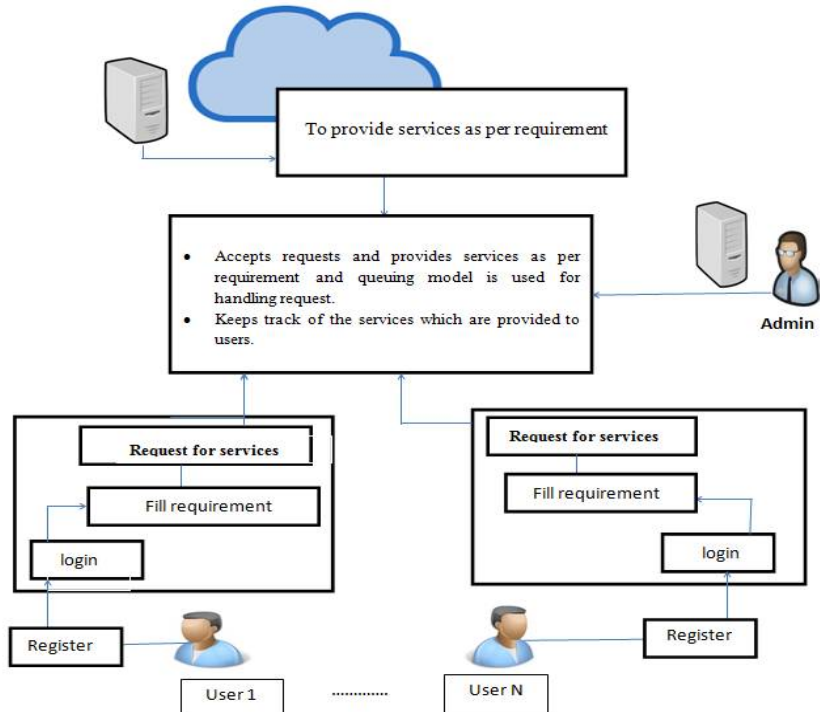 To provide services as per requirement
• Accepts requests and provides services as per
requirement and queuing model is used for
handling request.
• Keeps track of the services which are provided to
users.
Admin
Request for services
Fill requirement
login
Register
User 1
.............
Request for services
Fill requirement
login
Register
User N